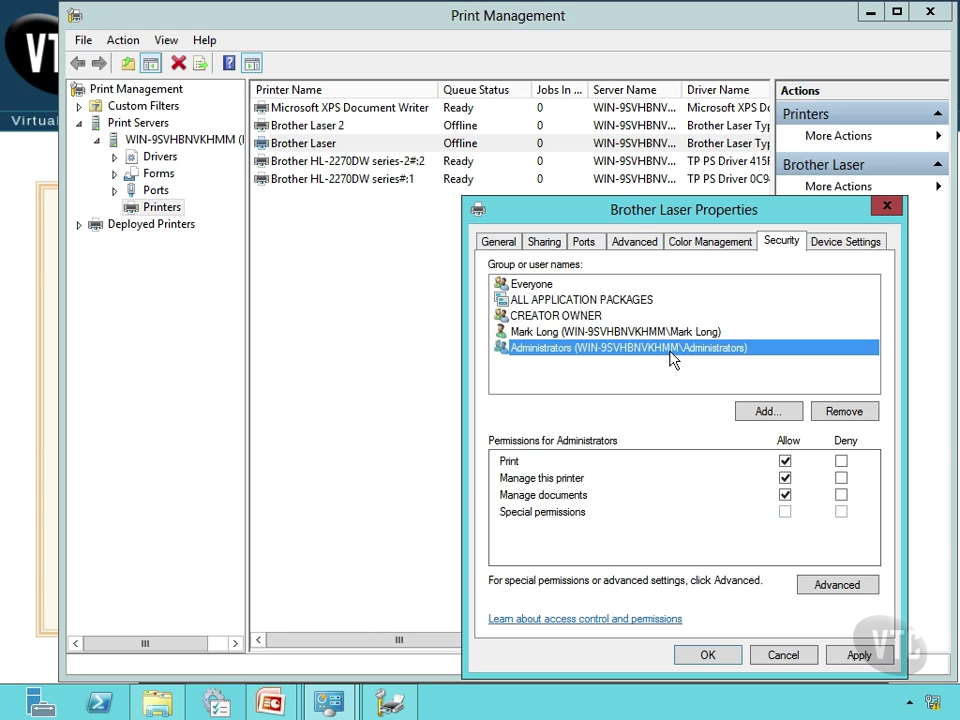 VT
Virtual
Print Management
File Action View Help
Print Management
Custom Filters
Print Servers
WIN-9SVHBNVKHMM (l
Drivers
Forms
Ports
Printers
Deployed Printers
Printer Name Queue Status Jobs In ... Server Name Driver Name
Microsoft XPS Document Writer Ready 0 WIN-9SVHBNV... Microsoft XPS Do
Brother Laser 2 Offline 0 WIN-9SVHBNV... Brother Laser Typ
Brother Laser Offline 0 WIN-9SVHBNV... Brother Laser Typ
Brother HL-2270DW series-2#:2 Ready 0 WIN-9SVHBNV... TP PS Driver 415F
Brother HL-2270DW series#:1 Ready 0 WIN-9SVHBNV... TP PS Driver 0C9
Actions
Printers
More Actions
Brother Laser
More Actions
Brother Laser Properties
General Sharing Ports Advanced Color Management Security Device Settings
Group or user names:
Everyone
ALL APPLICATION PACKAGES
CREATOR OWNER
Mark Long (WIN-9SVHBNVKHMM\Mark Long)
Administrators (WIN-9SVHBNVKHMM\Administrators)
Add... Remove
Permissions for Administrators Allow Deny
Print
Manage this printer
Manage documents
Special permissions
For special permissions or advanced settings, click Advanced.
Advanced
Learn about access control and permissions
OK Cancel Apply
VTC